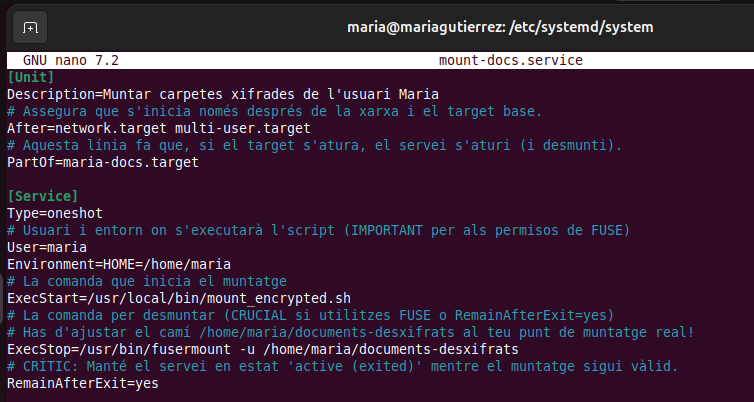 maria@mariagutierrez: /etc/systemd/system
GNU nano 7.2 mount-docs.service
[Unit]
Description=Muntar carpetes xifrades de l'usuari Maria
# Assegura que s'inicia només després de la xarxa i el target base.
After=network.target multi-user.target
# Aquesta línia fa que, si el target s'atura, el servei s'aturi (i desmunti).
PartOf=maria-docs.target
[Service]
Type=oneshot
# Usuari i entorn on s'executarà l'script (IMPORTANT per als permisos de FUSE)
User=maria
Environment=HOME=/home/maria
# La comanda que inicia el muntatge
ExecStart=/usr/local/bin/mount_encrypted.sh
# La comanda per desmuntar (CRUCIAL si utilitzes FUSE o RemainAfterExit=yes)
# Has d'ajustar el camí /home/maria/documents-desxifrats al teu punt de muntatge real!
ExecStop=/usr/bin/fusermount -u /home/maria/documents-desxifrats
# CRÍTIC: Manté el servei en estat 'active (exited)' mentre el muntatge sigui vàlid.
RemainAfterExit=yes